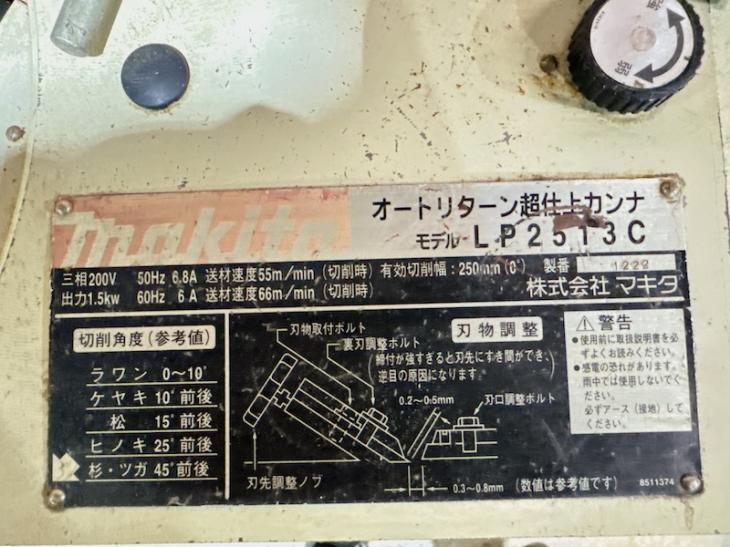 makita
オートリターン超仕上カンナ
モデル LP2513C
三相200V 50Hz 6.8A 送材速度55m/min (切削時) 有効切削幅:250mm(0°) 製番 1222
出力1.5kw 60Hz 6A 送材速度66m/min (切削時) 株式会社 マキタ
切削角度(参考値)
ラワン 0〜10°
ケヤキ 10°前後
松 15°前後
ヒノキ 25°前後
杉・ツガ 45°前後
刃物調整
刃物取付ボルト
裏刃調整ボルト
締付が強すぎると刃先にすき間ができ、
逆目の原因になります。
0.2〜0.5mm
刃口調整ボルト
刃先調整ノブ
0.3〜0.8mm (数値は参考値です)
⚠警告
●使用前に取扱説明書を必
ずよくお読みください。
●感電の恐れがあります。
雨中では使用しないでく
ださい。
必ずアース(接地)して
ください。
8511374